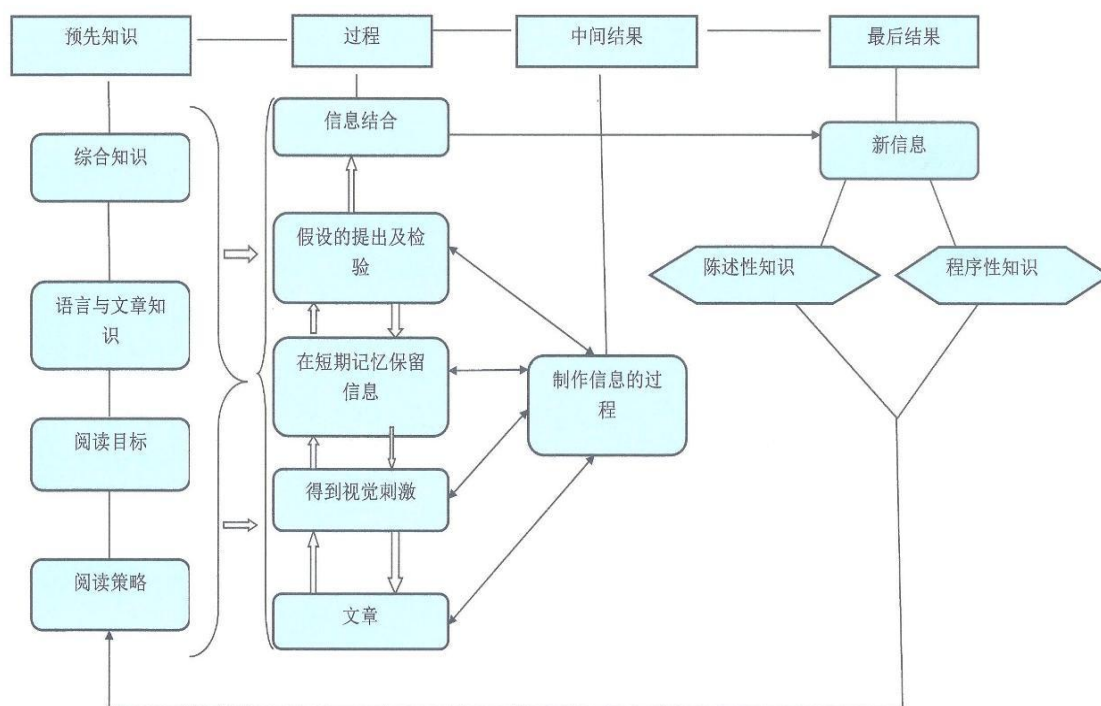 预先知识
过程
中间结果
最后结果
信息结合
新信息
综合知识
假设的提出及检
验
陈述性知识
程序性知识
语言与文章知
识
在短期记忆保留
信息
制作信息的过
程
阅读目标
得到视觉刺激
阅读策略
文章